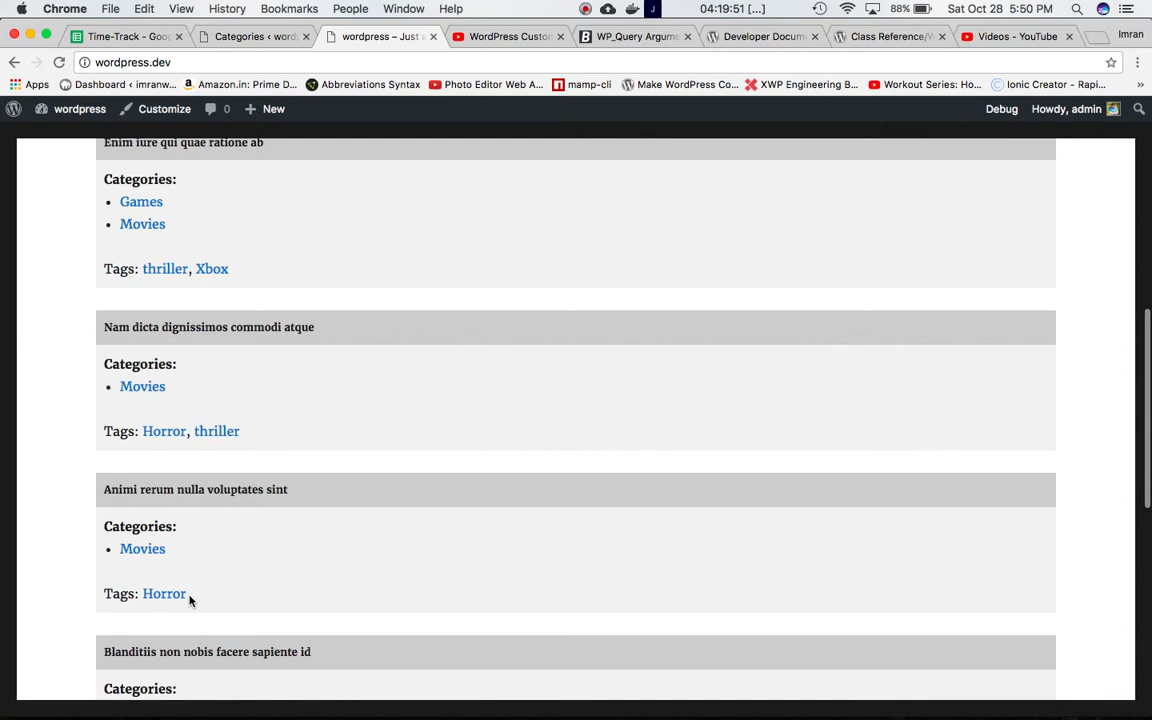 Chrome File Edit View History Bookmarks People Window Help 04:19:51 [...] 88% Sat Oct 28 5:50 PM
Time-Track - Goog Categories ‹ word Wordpress – Just a WordPress Custom WP_Query Argume Developer Docume Class Reference/W Videos - YouTube Imran
wordpress.dev
Apps Dashboard ‹ imranw... Amazon.in: Prime D... Abbreviations Syntax Photo Editor Web A... mamp-cli Make WordPress Co... XWP Engineering B... Workout Series: Ho... Ionic Creator - Rapi... »
wordpress Customize 0 New Debug Howdy, admin
Enim iure qui quae ratione ab
Categories:
• Games
• Movies
Tags: thriller, Xbox
Nam dicta dignissimos commodi atque
Categories:
• Movies
Tags: Horror, thriller
Animi rerum nulla voluptates sint
Categories:
• Movies
Tags: Horror
Blanditiis non nobis facere sapiente id
Categories: